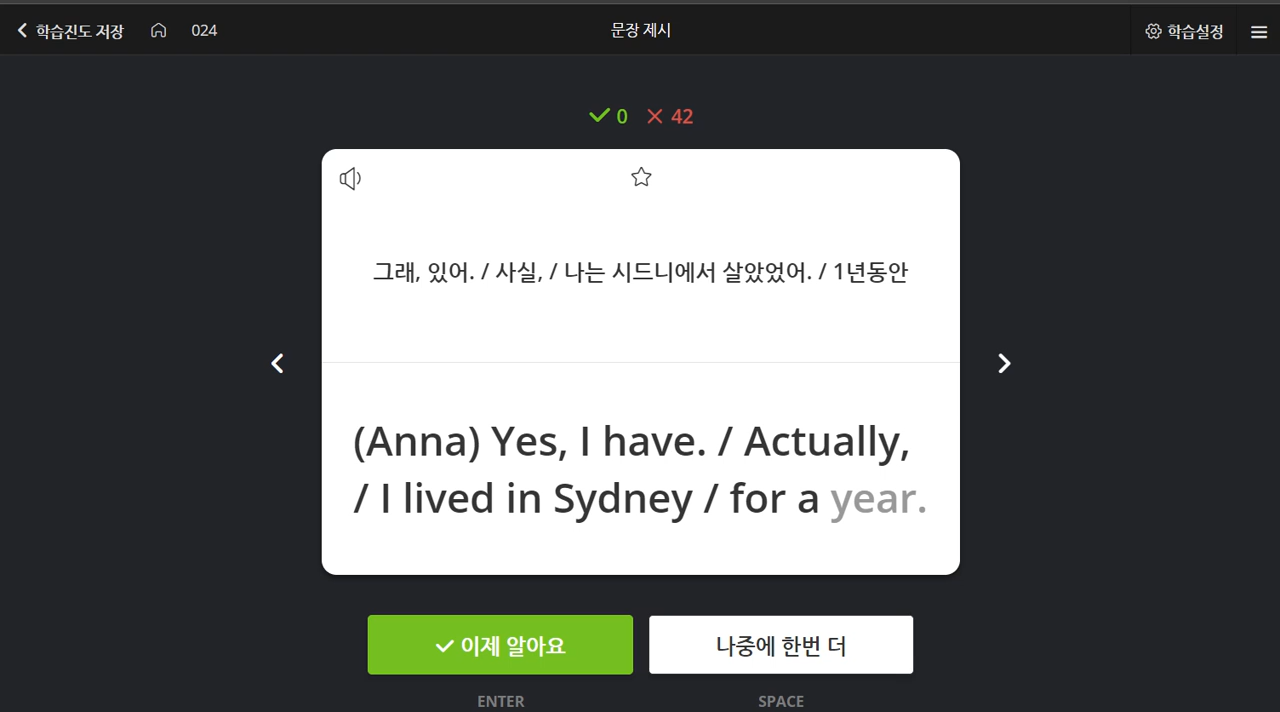 학습진도 저장 024 문장 제시 학습설정
0 42
그래, 있어. / 사실, / 나는 시드니에서 살았었어. / 1년동안
(Anna) Yes, I have. / Actually,
/ I lived in Sydney / for a year.
이제 알아요 나중에 한번 더
ENTER SPACE